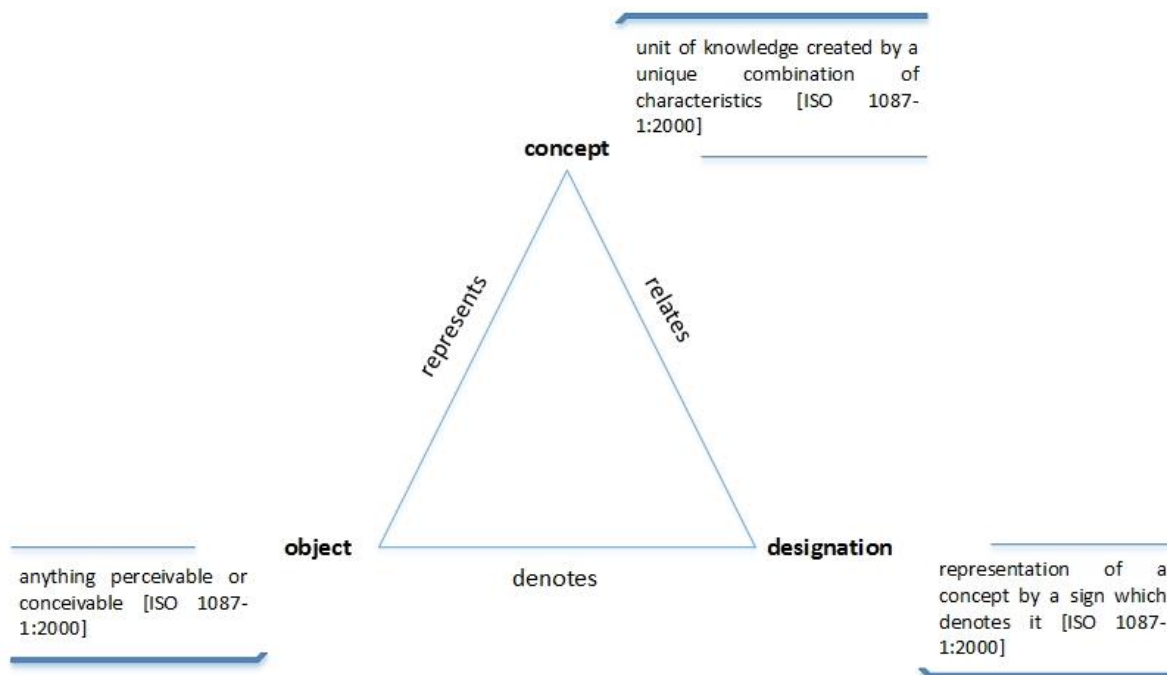 unit of knowledge created by a
unique combination of
characteristics [ISO 1087-
1:2000]
concept
represents
relates
object
designation
denotes
anything perceivable or
conceivable [ISO 1087-
1:2000]
representation of a
concept by a sign which
denotes it [ISO 1087-
1:2000]